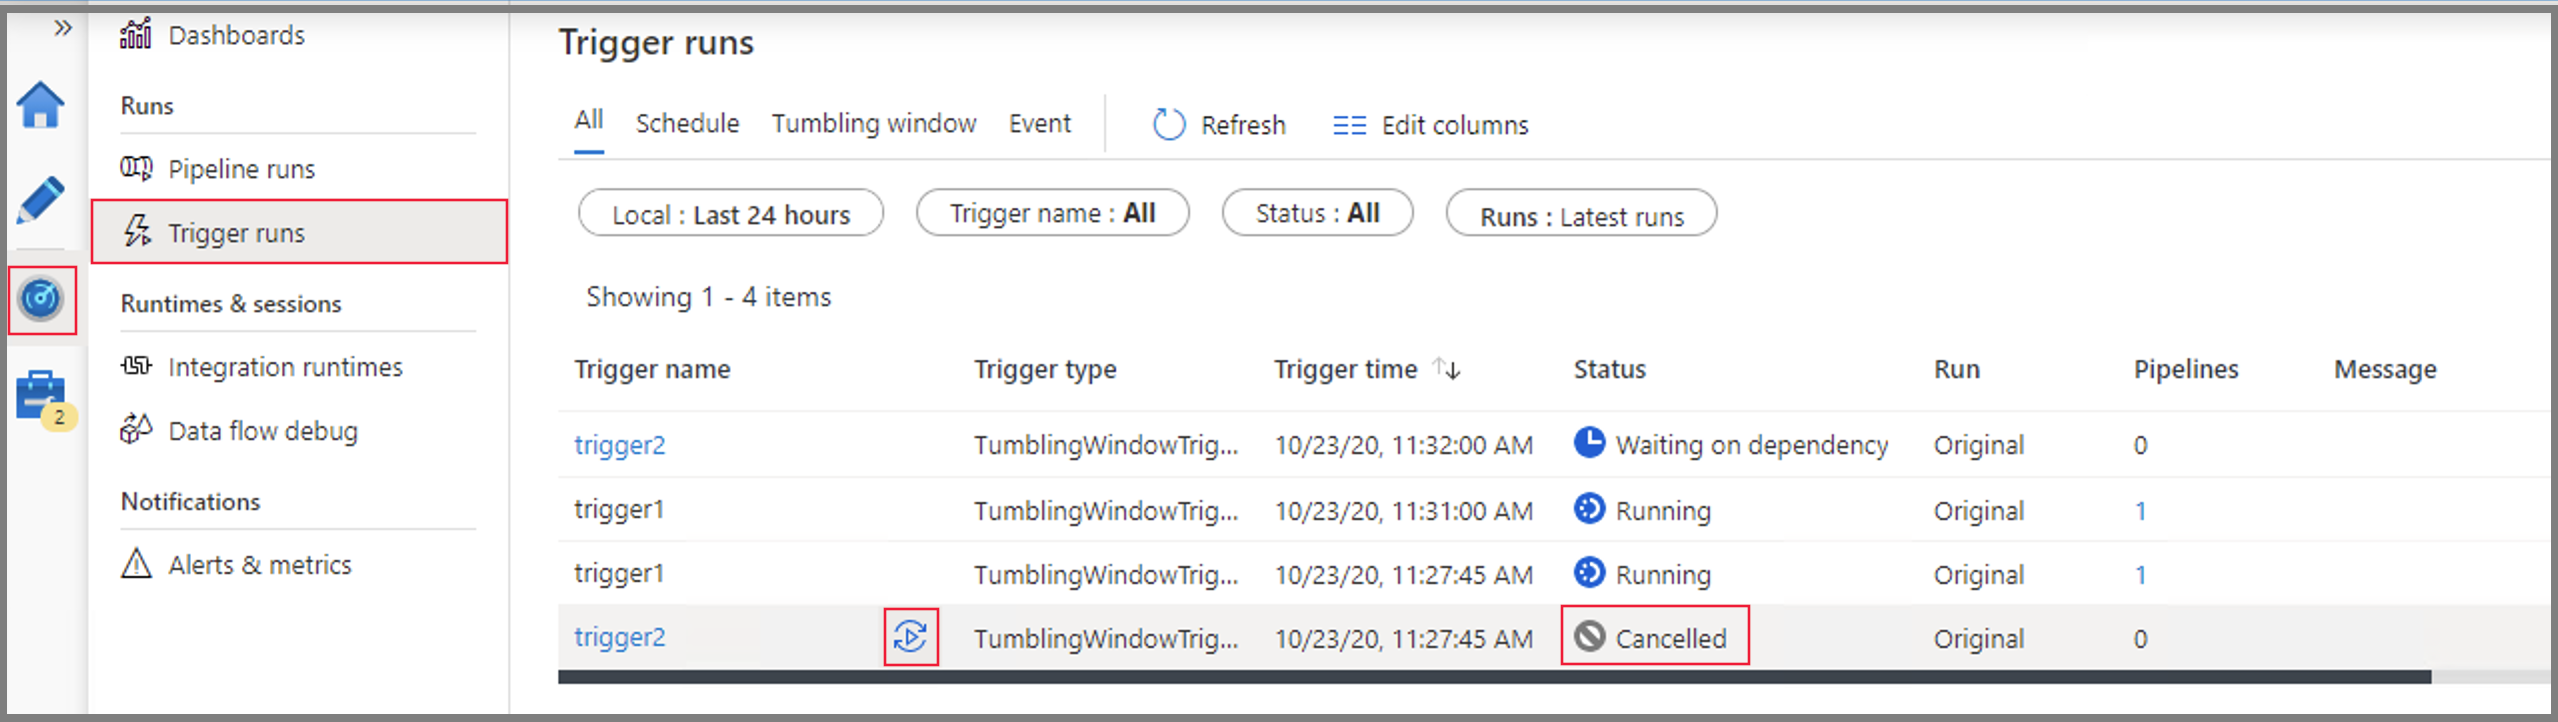 »
Dashboards
Runs
Pipeline runs
Trigger runs
Runtimes & sessions
Integration runtimes
Data flow debug
Notifications
Alerts & metrics
2
Trigger runs
All Schedule Tumbling window Event Refresh Edit columns
Local : Last 24 hours Trigger name : All Status : All Runs : Latest runs
Showing 1 - 4 items
Trigger name Trigger type Trigger time ↑↓ Status Run Pipelines Message
trigger2 TumblingWindowTrig... 10/23/20, 11:32:00 AM Waiting on dependency Original 0
trigger1 TumblingWindowTrig... 10/23/20, 11:31:00 AM Running Original 1
trigger1 TumblingWindowTrig... 10/23/20, 11:27:45 AM Running Original 1
trigger2 TumblingWindowTrig... 10/23/20, 11:27:45 AM Cancelled Original 0